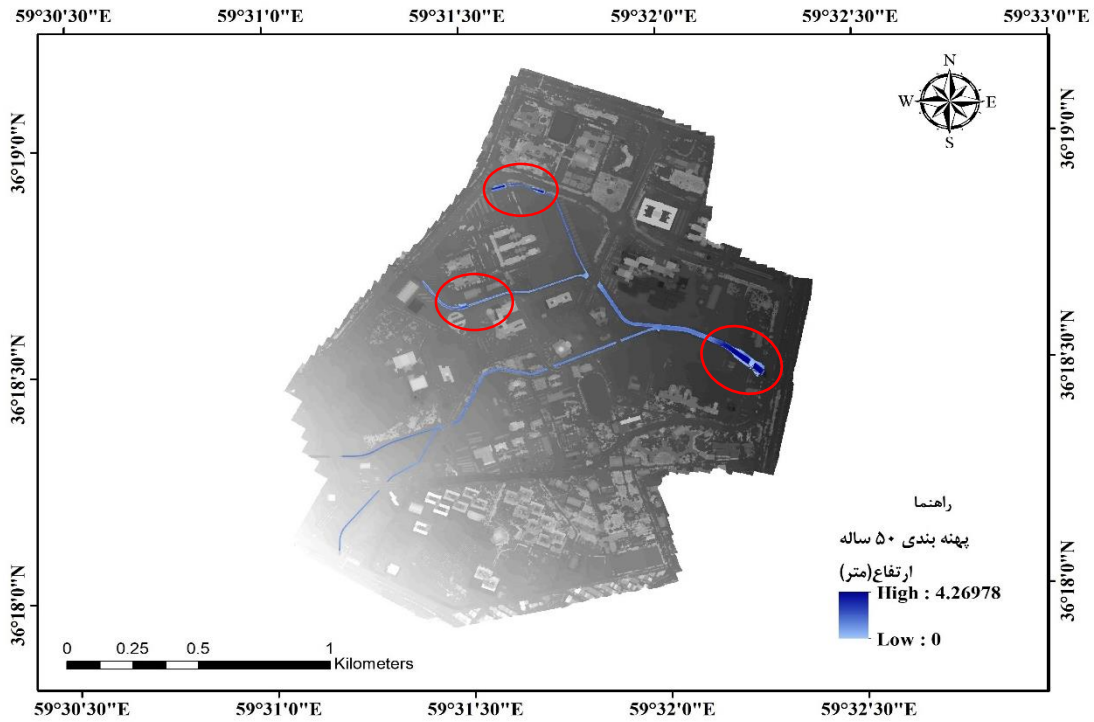 59°30'30"E 59°31'0"E 59°31'30"E 59°32'0"E 59°32'30"E 59°33'0"E
N
W E
S
36°19'0"N 36°19'0"N
36°18'30"N 36°18'30"N
36°18'0"N 36°18'0"N
راهنما
پهنه بندی ۵۰ ساله
ارتفاع(متر)
High : 4.26978
Low : 0
0 0.25 0.5 1
Kilometers
59°30'30"E 59°31'0"E 59°31'30"E 59°32'0"E 59°32'30"E